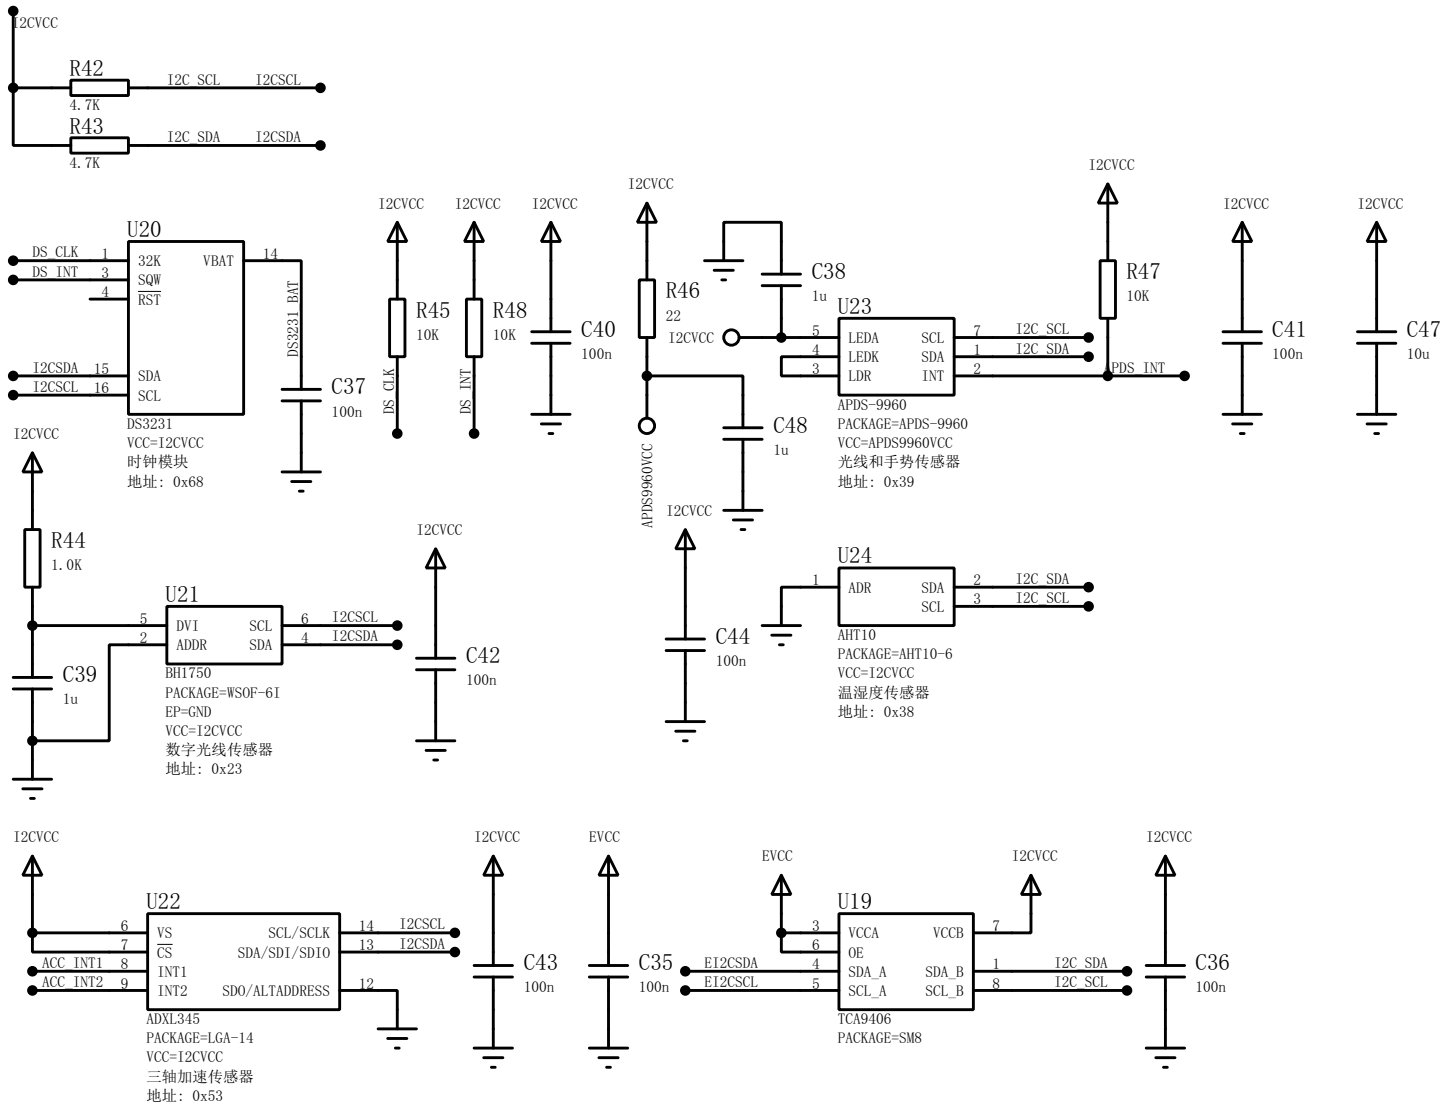 I2CVCC
R42
4.7K
I2C_SCL I2CSCL
R43
4.7K
I2C_SDA I2CSDA
U20
DS_CLK 1 32K VBAT 14
DS_INT 3 SQW
4 RST
I2CSDA 15 SDA
I2CSCL 16 SCL
DS3231
VCC=I2CVCC
时钟模块
地址: 0x68
DS3231_BAT
C37
100n
I2CVCC
R45
10K
DS_CLK
I2CVCC
R48
10K
DS_INT
I2CVCC
C40
100n
I2CVCC
R46
22
APDS9960VCC
C48
1u
C38
1u
I2CVCC
U23
5 LEDA SCL 7 I2C_SCL
4 LEDK SDA 1 I2C_SDA
3 LDR INT 2 PDS_INT
APDS-9960
PACKAGE=APDS-9960
VCC=APDS9960VCC
光线和手势传感器
地址: 0x39
I2CVCC
R47
10K
I2CVCC
C41
100n
I2CVCC
C47
10u
I2CVCC
R44
1.0K
C39
1u
U21
5 DVI SCL 6 I2CSCL
2 ADDR SDA 4 I2CSDA
BH1750
PACKAGE=WSOF-6I
EP=GND
VCC=I2CVCC
数字光线传感器
地址: 0x23
I2CVCC
C42
100n
I2CVCC
C44
100n
U24
1 ADR SDA 2 I2C_SDA
SCL 3 I2C_SCL
AHT10
PACKAGE=AHT10-6
VCC=I2CVCC
温湿度传感器
地址: 0x38
I2CVCC
U22
6 VS SCL/SCLK 14 I2CSCL
7 CS SDA/SDI/SDIO 13 I2CSDA
ACC_INT1 8 INT1
ACC_INT2 9 INT2 SDO/ALTADDRESS 12
ADXL345
PACKAGE=LGA-14
VCC=I2CVCC
三轴加速传感器
地址: 0x53
I2CVCC
C43
100n
EVCC
C35
100n
EVCC
I2CVCC
U19
3 VCCA VCCB 7
6 OE
EI2CSDA 4 SDA_A SDA_B 1 I2C_SDA
EI2CSCL 5 SCL_A SCL_B 8 I2C_SCL
TCA9406
PACKAGE=SM8
I2CVCC
C36
100n